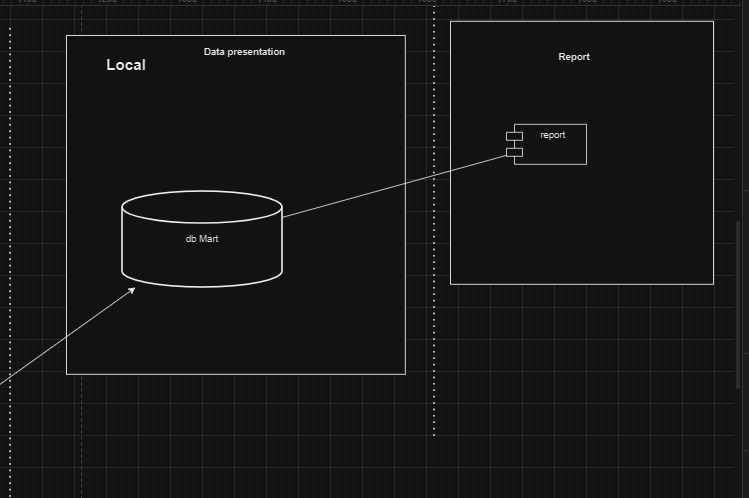 Data presentation
Local
Report
report
db Mart